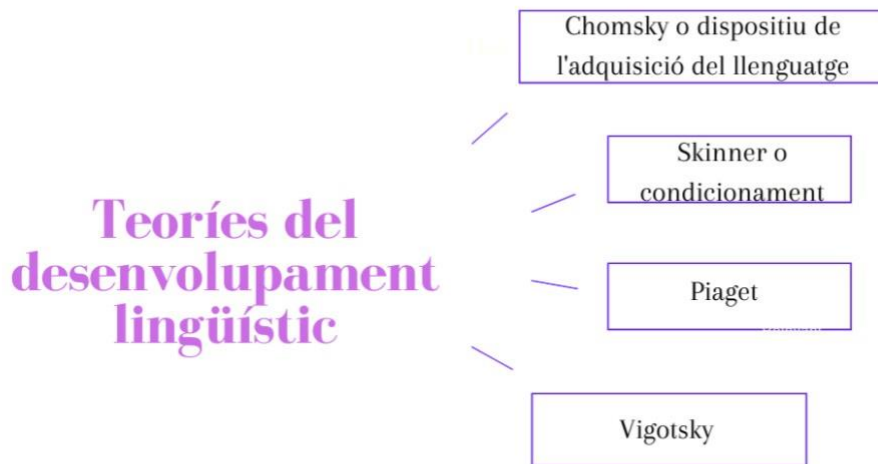 Teoríes del
desenvolupament
lingüístic
Chomsky o dispositiu de
l'adquisició del llenguatge
Skinner o
condicionament
Piaget
Vigotsky